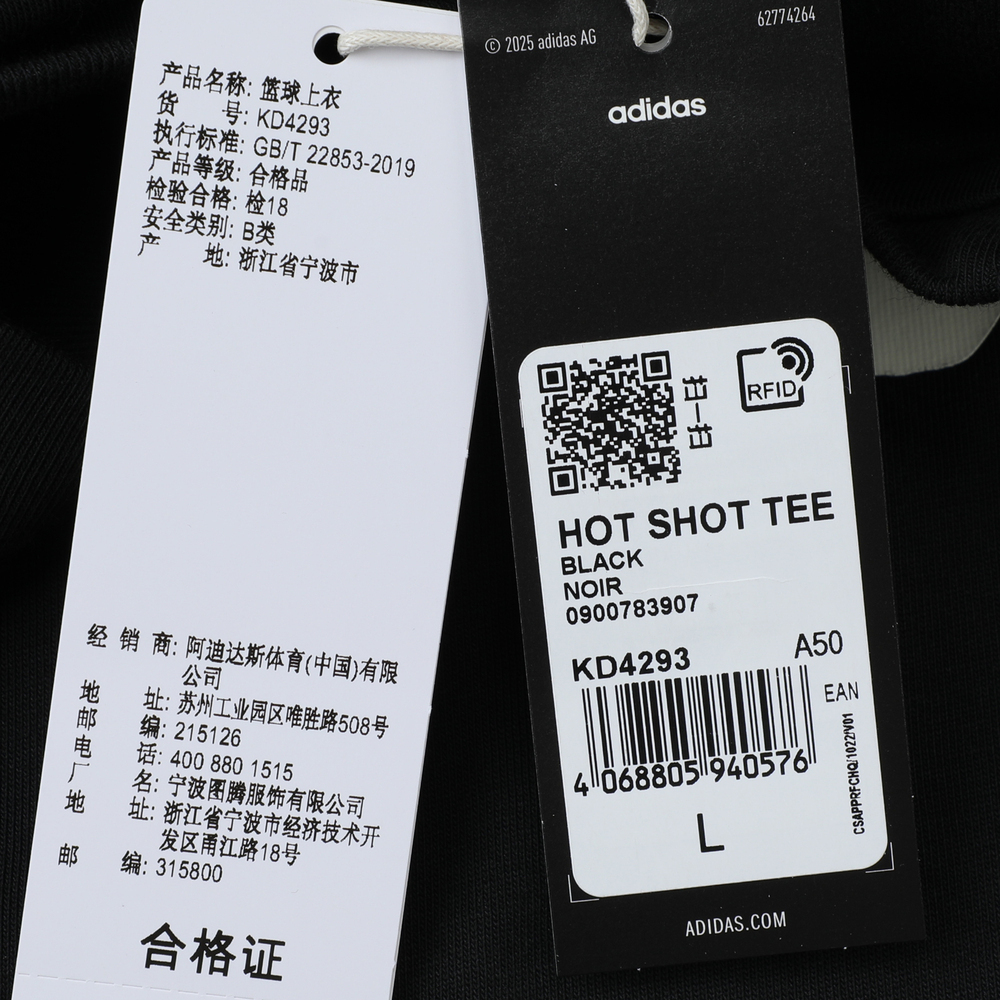 产品名称: 篮球上衣
货 号: KD4293
执行标准: GB/T 22853-2019
产品等级: 合格品
检验合格: 检18
安全类别: B类
产 地: 浙江省宁波市
经 销 商: 阿迪达斯体育(中国)有限
公司
地 址: 苏州工业园区唯胜路508号
邮 编: 215126
电 话: 400 880 1515
厂 名: 宁波图腾服饰有限公司
地 址: 浙江省宁波市经济技术开
发区甬江路18号
邮 编: 315800
合格证
© 2025 adidas AG
62774264
adidas
扫一扫
RFID
HOT SHOT TEE
BLACK
NOIR
0900783907
KD4293
A50
EAN
4 068805 940576
CSAPPRFCHQ/1022/V01
L
ADIDAS.COM